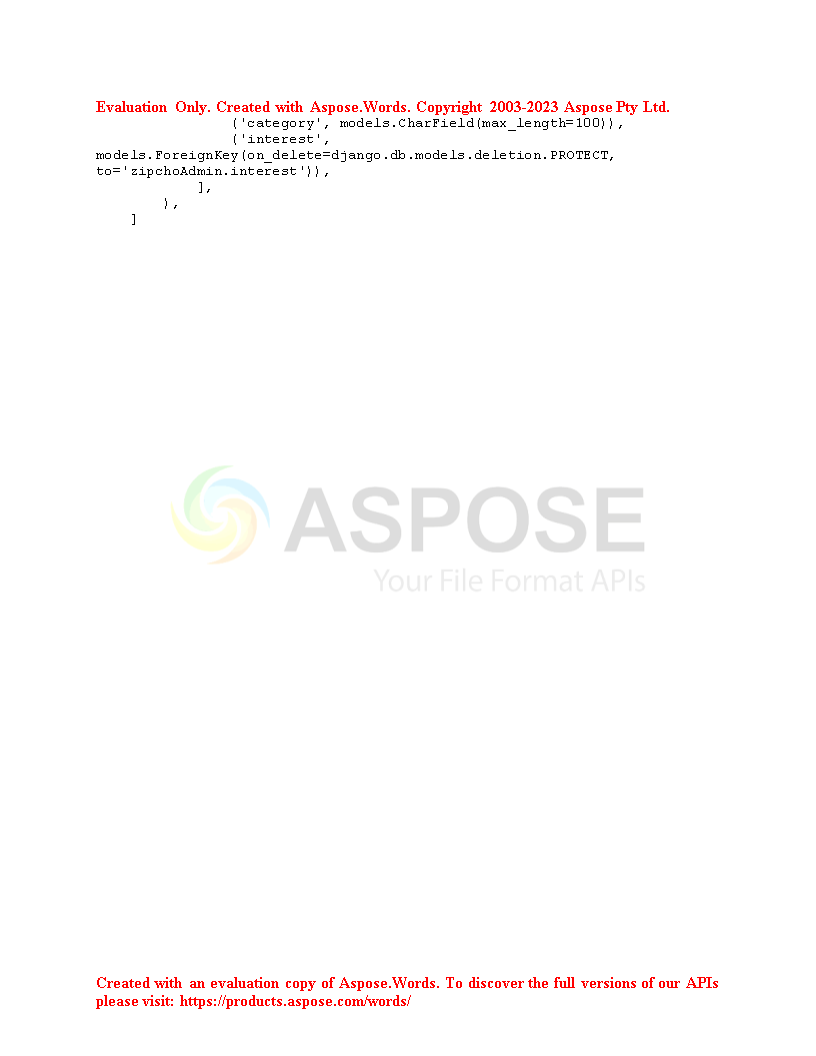 Evaluation Only. Created with Aspose.Words. Copyright 2003-2023 Aspose Pty Ltd.
                ('category', models.CharField(max_length=100)),
                ('interest',
models.ForeignKey(on_delete=django.db.models.deletion.PROTECT,
to='zipchoAdmin.interest')),
            ],
        ),
    ]
ASPOSE
Your File Format APIs
Created with an evaluation copy of Aspose.Words. To discover the full versions of our APIs
please visit: https://products.aspose.com/words/